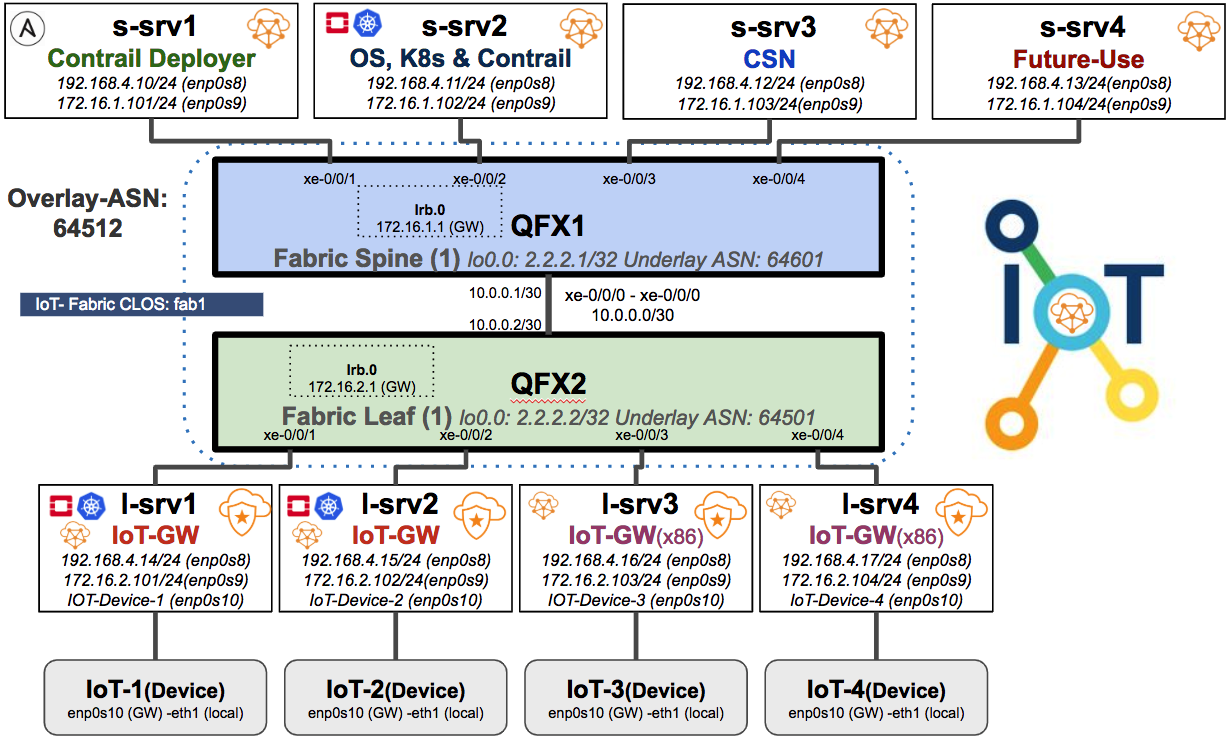 s-srv1
Contrail Deployer
192.168.4.10/24 (enp0s8)
172.16.1.101/24 (enp0s9)
s-srv2
OS, K8s & Contrail
192.168.4.11/24 (enp0s8)
172.16.1.102/24 (enp0s9)
s-srv3
CSN
192.168.4.12/24 (enp0s8)
172.16.1.103/24(enp0s9)
s-srv4
Future-Use
192.168.4.13/24(enp0s8)
172.16.1.104/24(enp0s9)
Overlay-ASN:
64512
xe-0/0/1
xe-0/0/2
xe-0/0/3
xe-0/0/4
Irb.0
172.16.1.1 (GW)
QFX1
Fabric Spine (1) lo0.0: 2.2.2.1/32 Underlay ASN: 64601
IoT- Fabric CLOS: fab1
10.0.0.1/30
xe-0/0/0 - xe-0/0/0
10.0.0.0/30
10.0.0.2/30
Irb.0
172.16.2.1 (GW)
QFX2
Fabric Leaf (1) lo0.0: 2.2.2.2/32 Underlay ASN: 64501
xe-0/0/1
xe-0/0/2
xe-0/0/3
xe-0/0/4
IOT
l-srv1
IoT-GW
192.168.4.14/24 (enp0s8)
172.16.2.101/24(enp0s9)
IOT-Device-1 (enp0s10)
l-srv2
IoT-GW
192.168.4.15/24 (enp0s8)
172.16.2.102/24(enp0s9)
IoT-Device-2 (enp0s10)
l-srv3
IoT-GW(x86)
192.168.4.16/24 (enp0s8)
172.16.2.103/24 (enp0s9)
IOT-Device-3 (enp0s10)
l-srv4
IoT-GW(x86)
192.168.4.17/24 (enp0s8)
172.16.2.104/24 (enp0s9)
IoT-Device-4 (enp0s10)
IoT-1(Device)
enp0s10 (GW) -eth1 (local)
IoT-2(Device)
enp0s10 (GW) -eth1 (local)
IoT-3(Device)
enp0s10 (GW) -eth1 (local)
IoT-4(Device)
enp0s10 (GW) -eth1 (local)